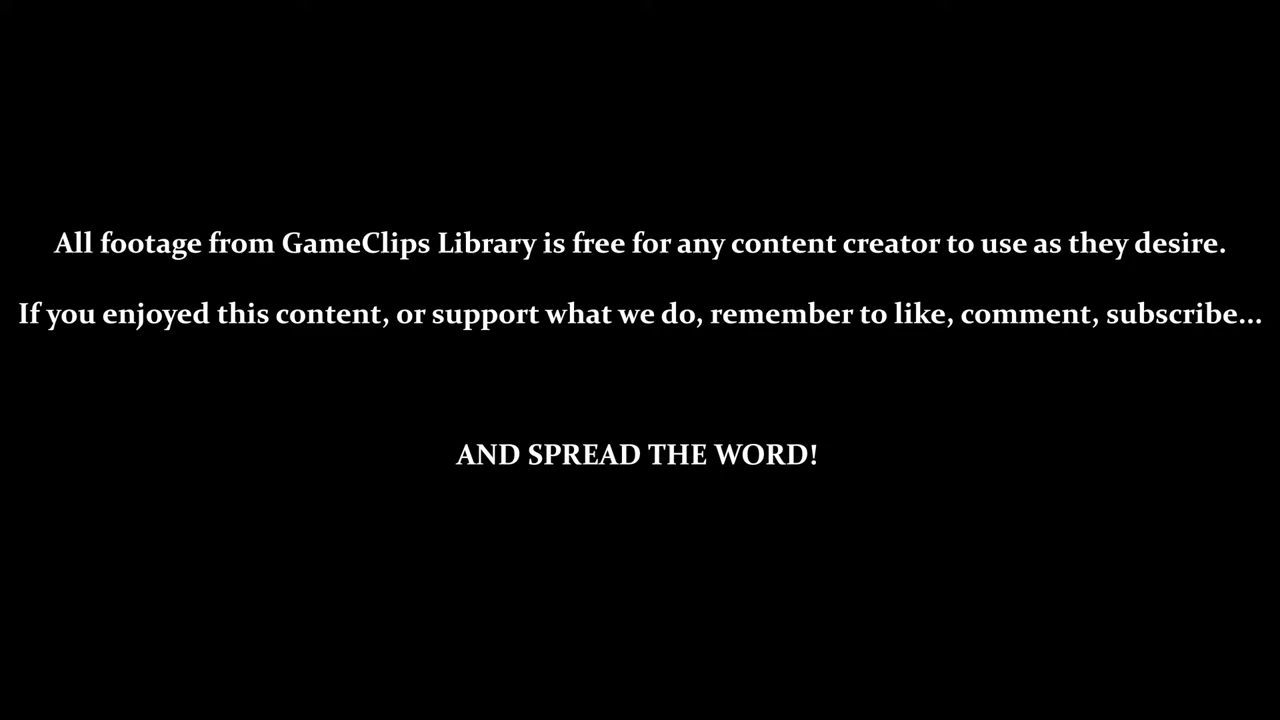 All footage from GameClips Library is free for any content creator to use as they desire.
If you enjoyed this content, or support what we do, remember to like, comment, subscribe...
AND SPREAD THE WORD!